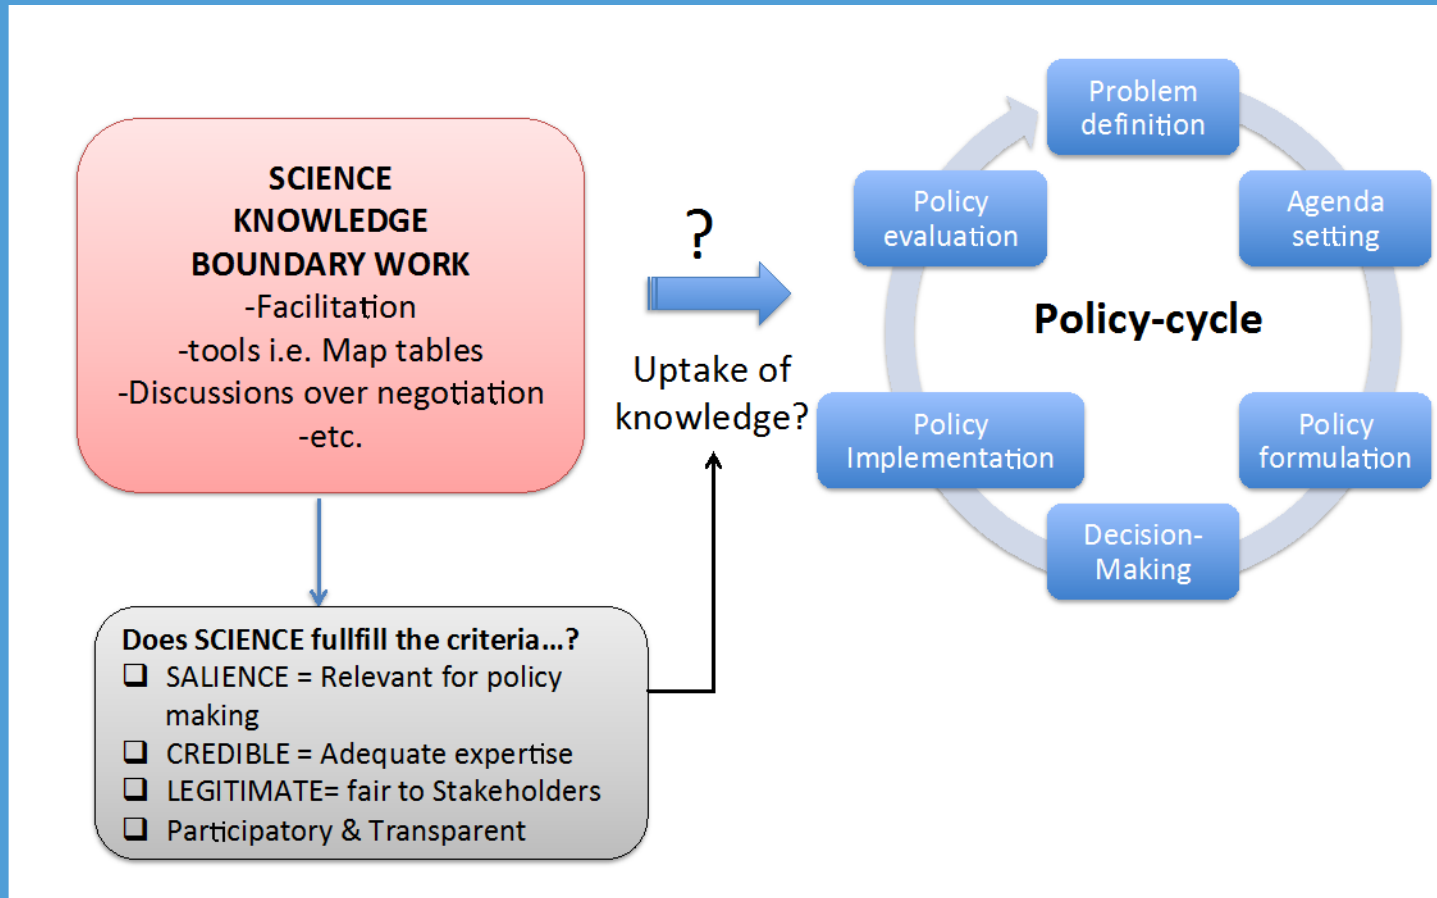 SCIENCE
KNOWLEDGE
BOUNDARY WORK
-Facilitation
-tools i.e. Map tables
-Discussions over negotiation
-etc.
?
Uptake of
knowledge?
Does SCIENCE fullfill the criteria...?
❑ SALIENCE = Relevant for policy
making
❑ CREDIBLE = Adequate expertise
❑ LEGITIMATE= fair to Stakeholders
❑ Participatory & Transparent
Policy-cycle
Problem
definition
Agenda
setting
Policy
formulation
Decision-
Making
Policy
Implementation
Policy
evaluation